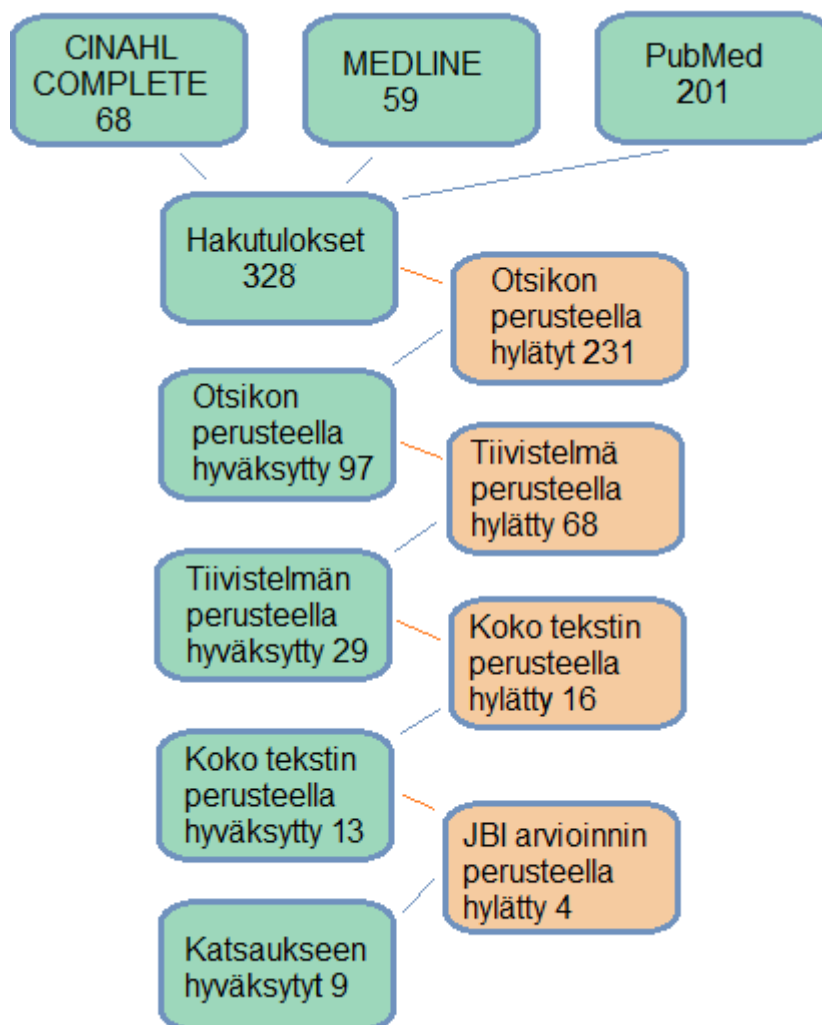 CINAHL
COMPLETE
68
MEDLINE
59
PubMed
201
Hakutulokset
328
Otsikon
perusteella
hylätyt 231
Otsikon
perusteella
hyväksytty 97
Tiivistelmä
perusteella
hylätty 68
Tiivistelmän
perusteella
hyväksytty 29
Koko tekstin
perusteella
hylätty 16
Koko tekstin
perusteella
hyväksytty 13
JBI arvioinnin
perusteella
hylätty 4
Katsaukseen
hyväksytyt 9